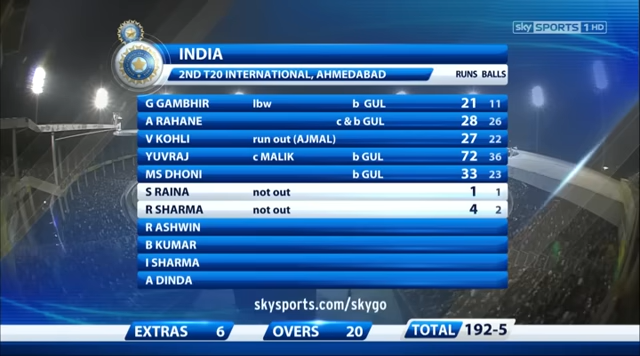 sky SPORTS 1 HD
INDIA
2ND T20 INTERNATIONAL, AHMEDABAD RUNS BALLS
G GAMBHIR lbw b GUL 21 11
A RAHANE c & b GUL 28 26
V KOHLI run out (AJMAL) 27 22
YUVRAJ c MALIK b GUL 72 36
MS DHONI b GUL 33 23
S RAINA not out 1 1
R SHARMA not out 4 2
R ASHWIN
B KUMAR
I SHARMA
A DINDA
skysports.com/skygo
EXTRAS 6 OVERS 20 TOTAL 192-5